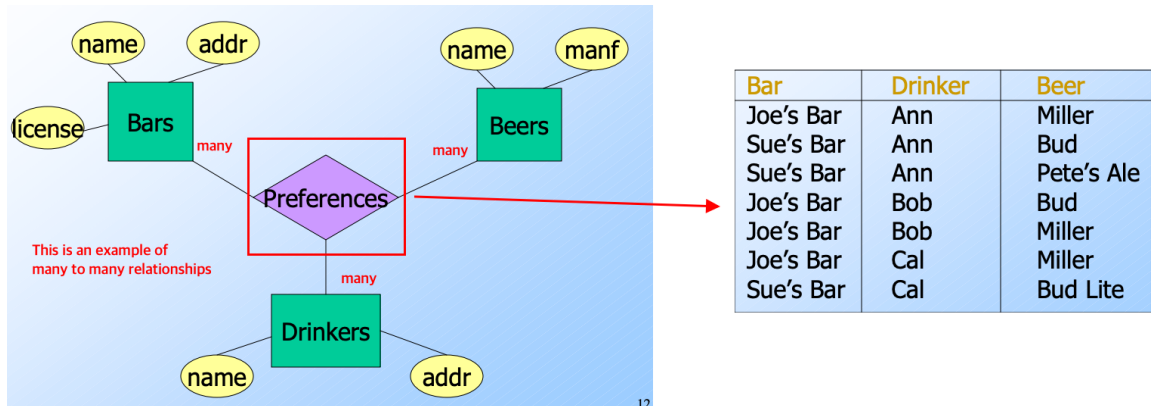 name
addr
license
Bars
many
name
manf
Beers
many
Preferences
This is an example of
many to many relationships
many
Drinkers
name
addr
12
Bar Drinker Beer
Joe's Bar Ann Miller
Sue's Bar Ann Bud
Sue's Bar Ann Pete's Ale
Joe's Bar Bob Bud
Joe's Bar Bob Miller
Joe's Bar Cal Miller
Sue's Bar Cal Bud Lite